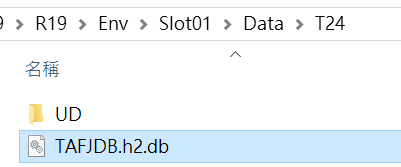 9 › R19 › Env › Slot01 › Data › T24
名稱
UD
TAFJDB.h2.db